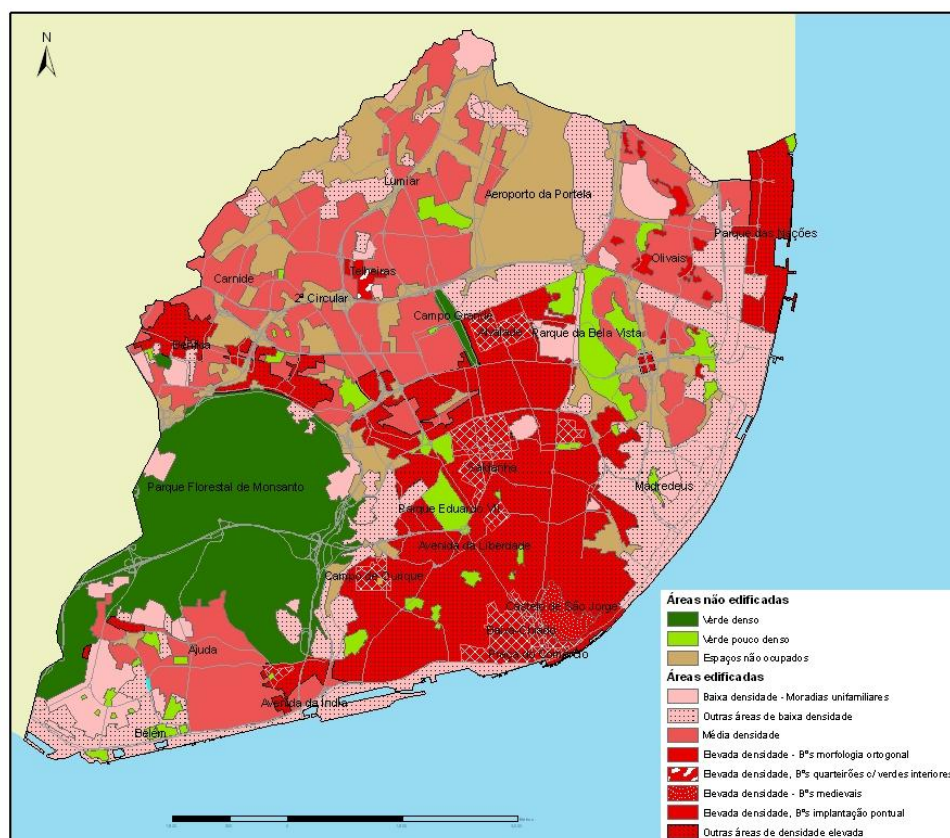 N
Lumiar
Aeroporto da Portela
Parque das Nações
Olivais
Carnide
Telheiras
2ª Circular
Campo Grande
Alvalade
Parque da Bela Vista
Benfica
Saldanha
Parque Florestal de Monsanto
Madredeus
Parque Eduardo VII
Avenida da Liberdade
Campo de Ourique
Castelo de São Jorge
Baixa-Chiado
Praça do Comércio
Ajuda
Avenida da Índia
Belém
Áreas não edificadas
Verde denso
Verde pouco denso
Espaços não ocupados
Áreas edificadas
Baixa densidade - Moradias unifamiliares
Outras áreas de baixa densidade
Média densidade
Elevada densidade - Bºs morfologia ortogonal
Elevada densidade, Bºs quarteirões c/ verdes interiores
Elevada densidade - Bºs medievais
Elevada densidade, Bºs implantação pontual
Outras áreas de densidade elevada